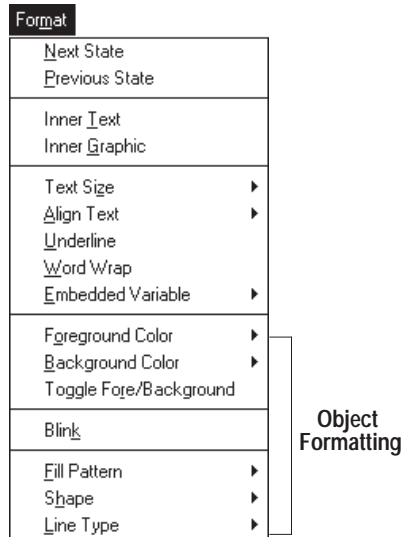 Format
Next State
Previous State
Inner Text
Inner Graphic
Text Size
Align Text
Underline
Word Wrap
Embedded Variable
Foreground Color
Background Color
Toggle Fore/Background
Blink
Fill Pattern
Shape
Line Type
Object
Formatting